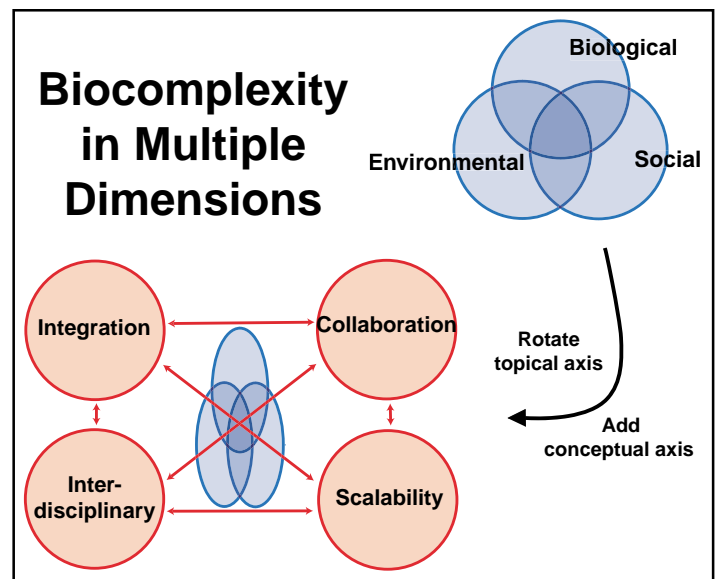 Biocomplexity
in Multiple
Dimensions
Biological
Environmental
Social
Integration
Collaboration
Rotate
topical axis
Add
conceptual axis
Inter-
disciplinary
Scalability